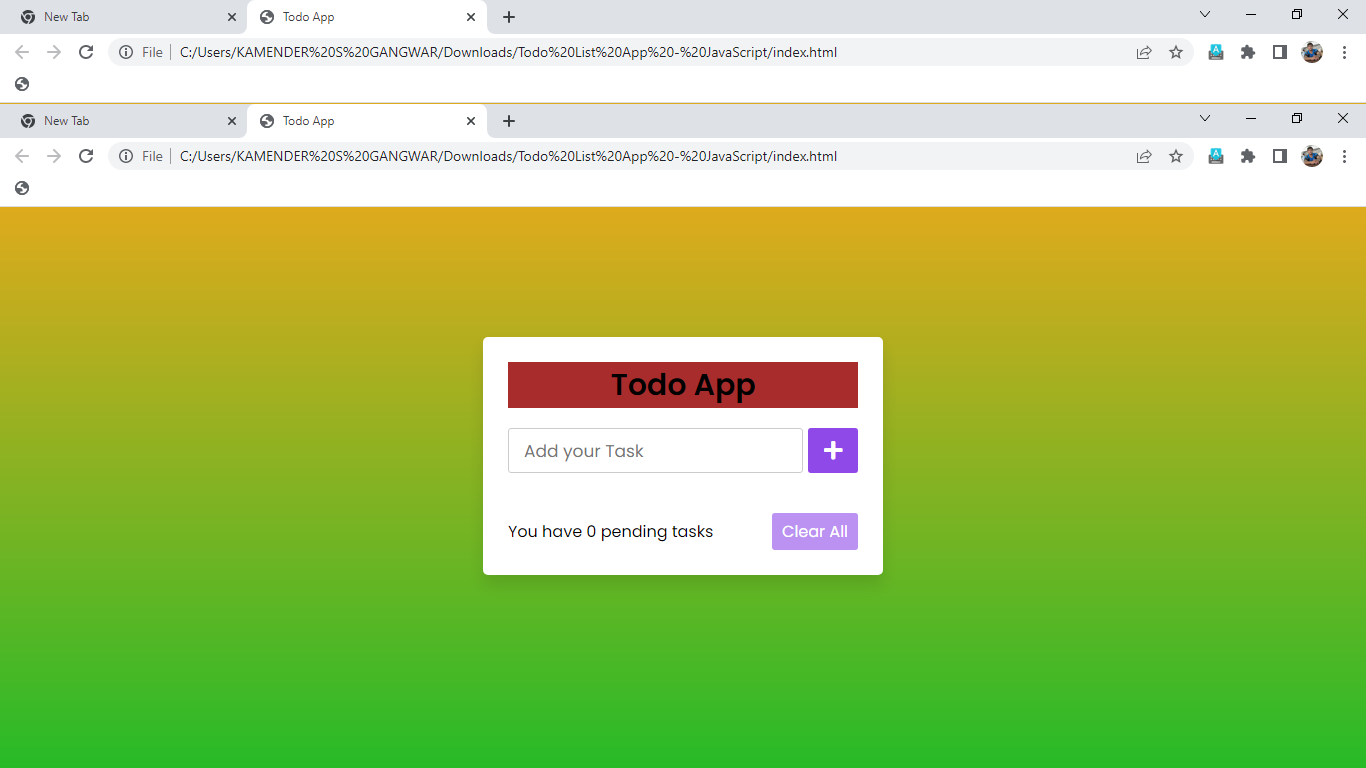 New Tab
Todo App
File
C:/Users/KAMENDER%20S%20GANGWAR/Downloads/Todo%20List%20App%20-%20JavaScript/index.html
New Tab
Todo App
File
C:/Users/KAMENDER%20S%20GANGWAR/Downloads/Todo%20List%20App%20-%20JavaScript/index.html
Todo App
Add your Task
You have 0 pending tasks
Clear All